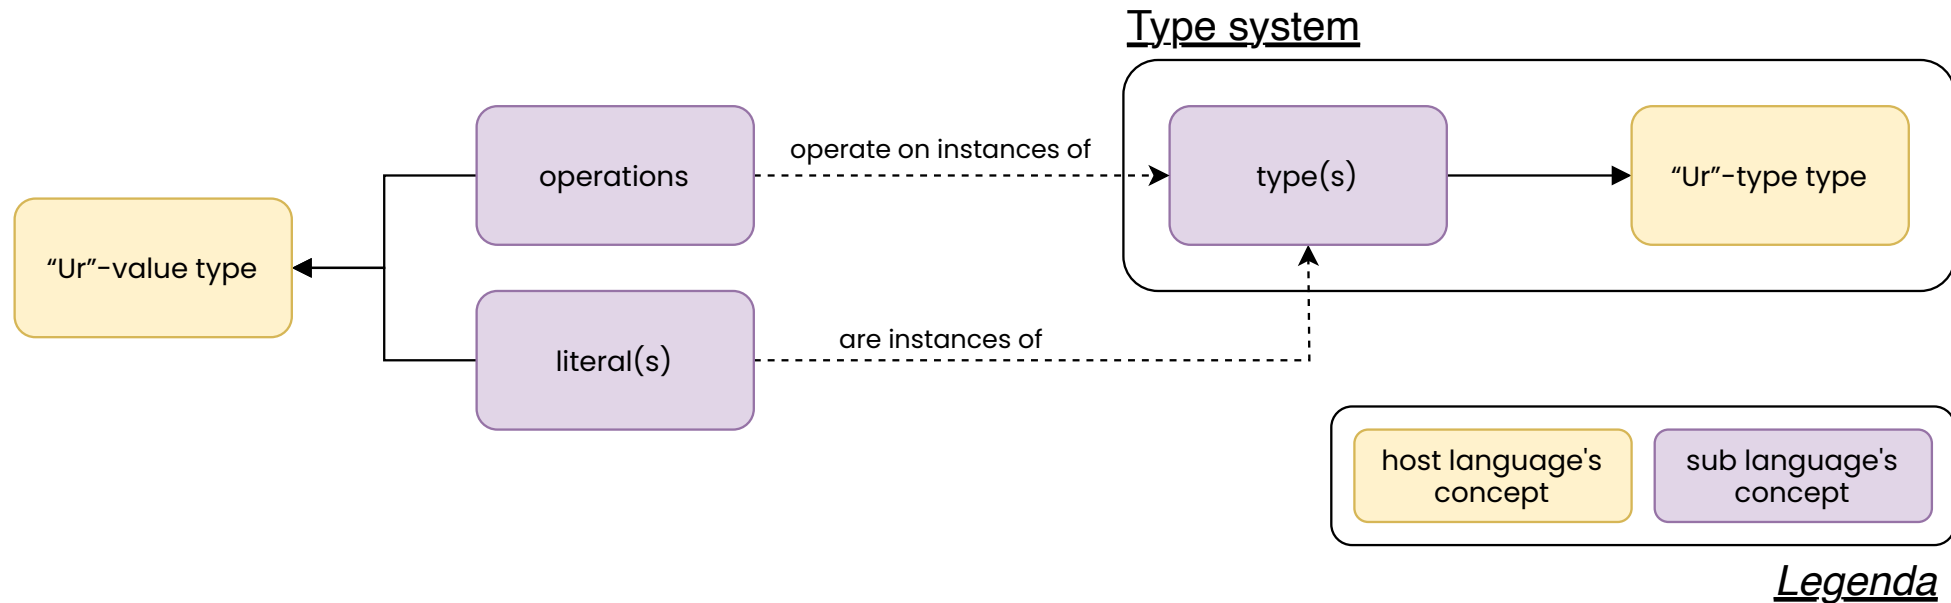 Type system
operations
operate on instances of
type(s)
“Ur”-type type
“Ur”-value type
literal(s)
are instances of
host language's
concept
sub language's
concept
Legenda